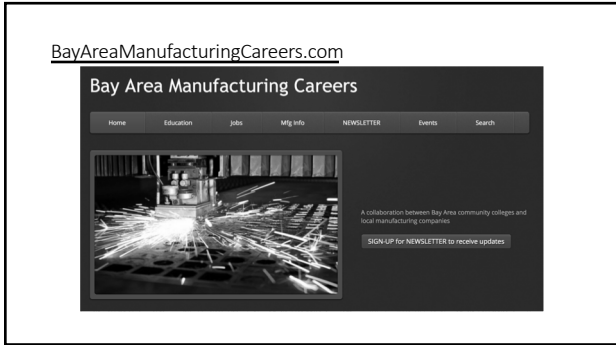 BayAreaManufacturingCareers.com
Bay Area Manufacturing Careers
Home Education Jobs Mfg Info NEWSLETTER Events Search
A collaboration between Bay Area community colleges and
local manufacturing companies
SIGN-UP for NEWSLETTER to receive updates